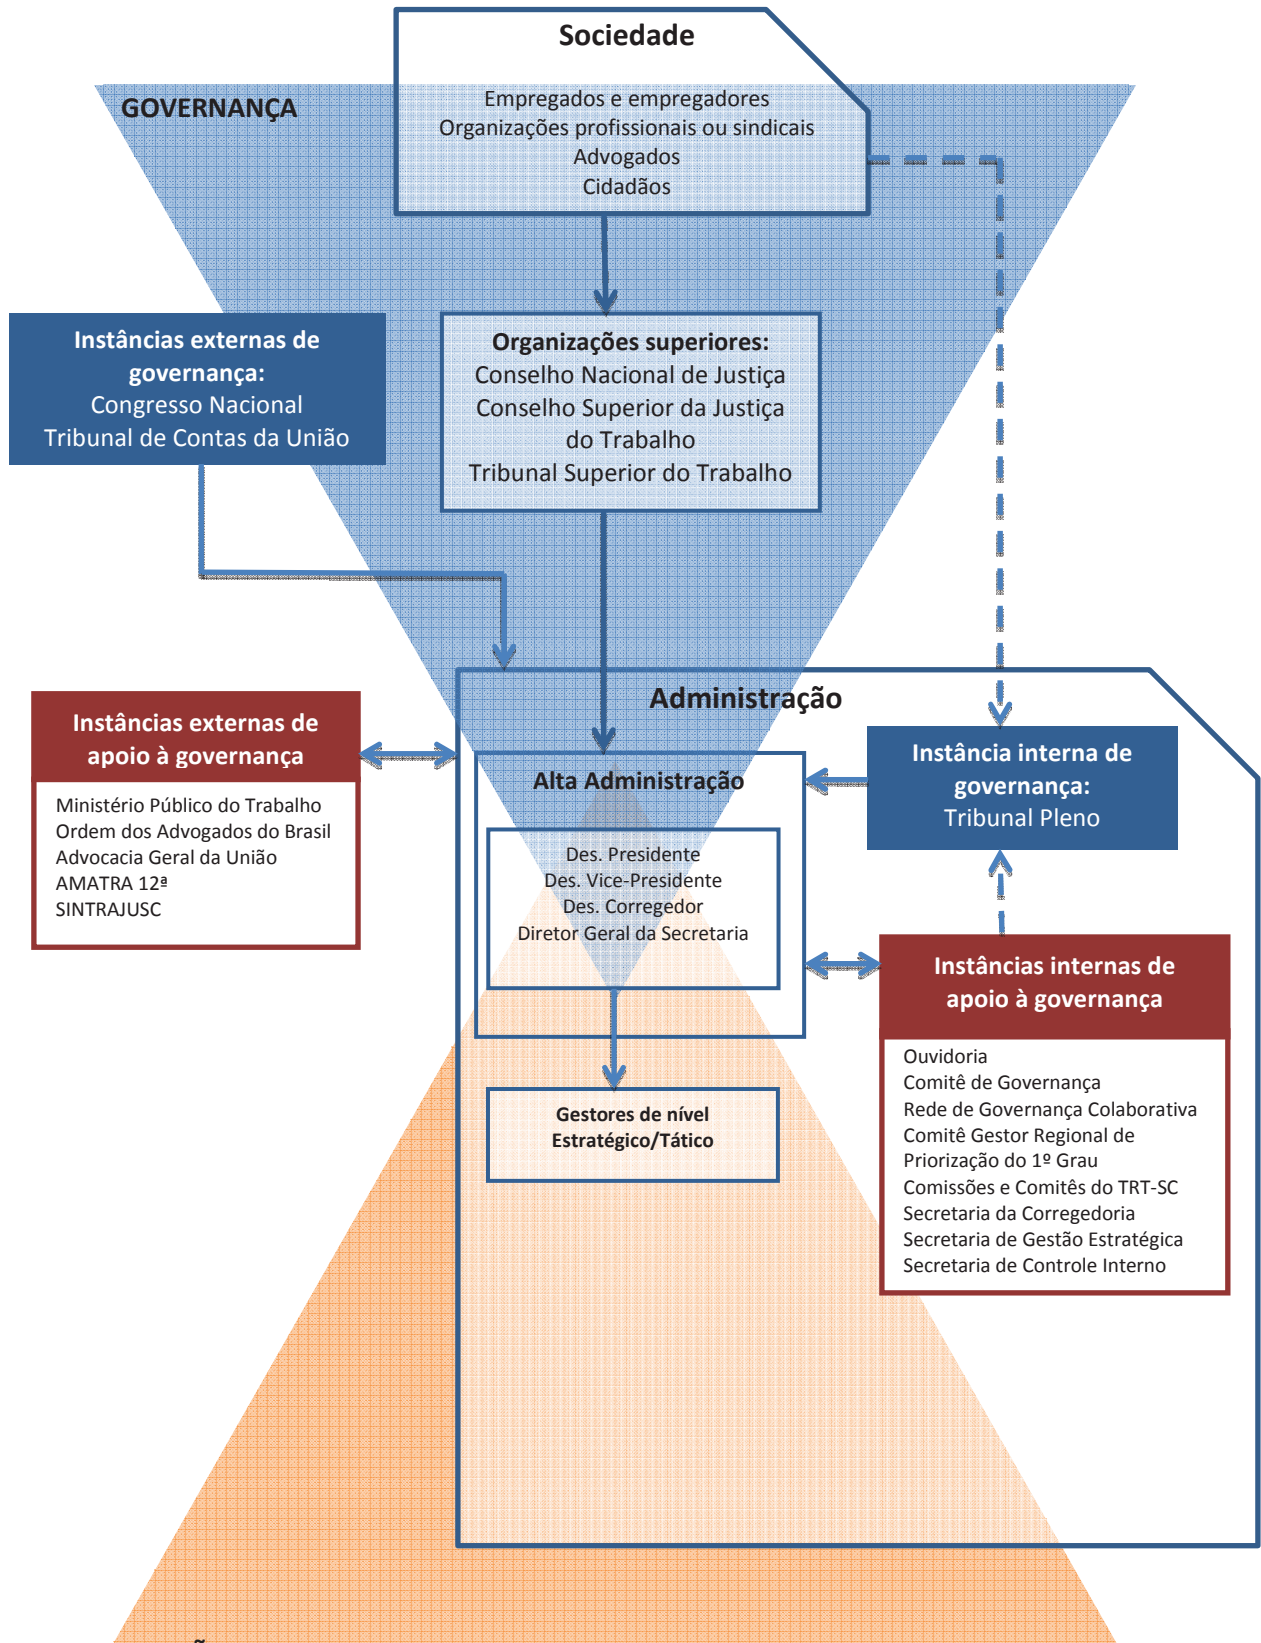 Sociedade
GOVERNANÇA
Empregados e empregadores
Organizações profissionais ou sindicais
Advogados
Cidadãos
Instâncias externas de
governança:
Congresso Nacional
Tribunal de Contas da União
Organizações superiores:
Conselho Nacional de Justiça
Conselho Superior da Justiça
do Trabalho
Tribunal Superior do Trabalho
Administração
Instâncias externas de
apoio à governança
Ministério Público do Trabalho
Ordem dos Advogados do Brasil
Advocacia Geral da União
AMATRA 12ª
SINTRAJUSC
Alta Administração
Des. Presidente
Des. Vice-Presidente
Des. Corregedor
Diretor Geral da Secretaria
Instância interna de
governança:
Tribunal Pleno
Instâncias internas de
apoio à governança
Ouvidoria
Comitê de Governança
Rede de Governança Colaborativa
Comitê Gestor Regional de
Priorização do 1º Grau
Comissões e Comitês do TRT-SC
Secretaria da Corregedoria
Secretaria de Gestão Estratégica
Secretaria de Controle Interno
Gestores de nível
Estratégico/Tático